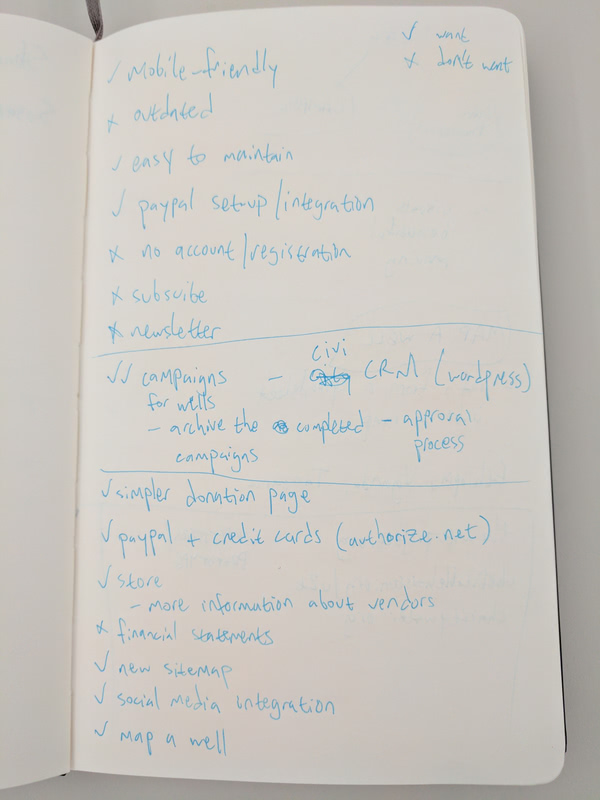 ✓ want
✗ don't want
✓ Mobile-friendly
✗ outdated
✓ easy to maintain
✓ paypal set-up/integration
✗ no account/registration
✗ subscribe
✗ newsletter
✓✓ campaigns - civi CRM (wordpress)
for wells
- archive the completed - approval
campaigns process
✓ simpler donation page
✓ paypal + credit cards (authorize.net)
✓ store
- more information about vendors
✗ financial statements
✓ new sitemap
✓ social media integration
✓ map a well